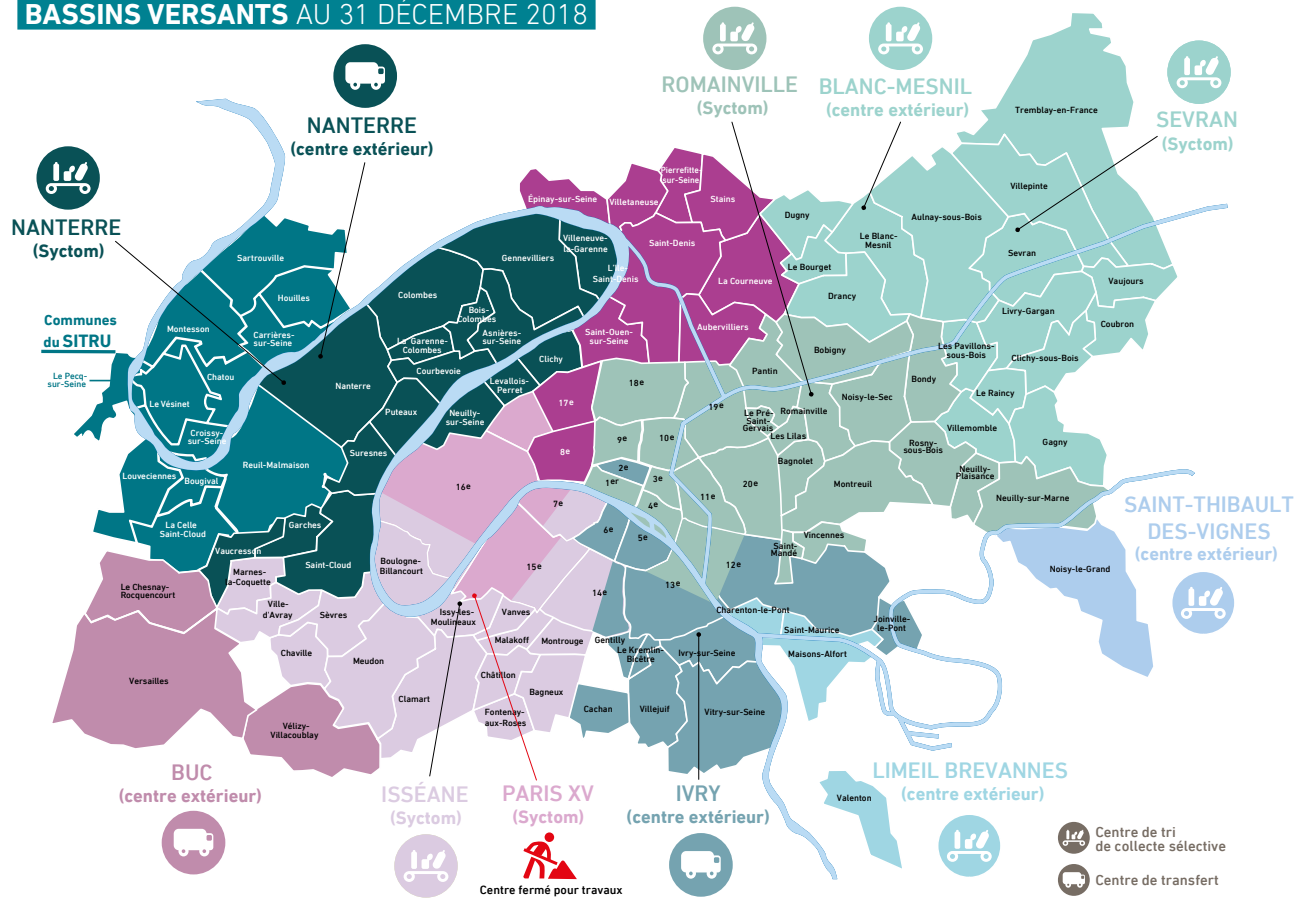 BASSINS VERSANTS AU 31 DÉCEMBRE 2018
NANTERRE
(centre extérieur)
NANTERRE
(Syctom)
ROMAINVILLE
(Syctom)
BLANC-MESNIL
(centre extérieur)
SEVRAN
(Syctom)
Communes
du SITRU
Le Pecq-
sur-Seine
Sartrouville
Houilles
Montesson
Carrières-
sur-Seine
Chatou
Le Vésinet
Croissy-
sur-Seine
Louveciennes
Bougival
Reuil-Malmaison
La Celle
Saint-Cloud
Vaucresson
Garches
Saint-Cloud
Suresnes
Nanterre
Puteaux
Courbevoie
La Garenne-
Colombes
Colombes
Bois-
Colombes
Asnières-
sur-Seine
Gennevilliers
Villeneuve-
la-Garenne
Clichy
Levallois-
Perret
Neuilly-
sur-Seine
Épinay-sur-Seine
Villetaneuse
Pierrefitte-
sur-Seine
Stains
Saint-Denis
L'Île-
Saint-Denis
La Courneuve
Saint-Ouen-
sur-Seine
Aubervilliers
Dugny
Le Bourget
Le Blanc-
Mesnil
Drancy
Aulnay-sous-Bois
Tremblay-en-France
Villepinte
Sevran
Vaujours
Livry-Gargan
Coubron
Clichy-sous-Bois
Les Pavillons-
sous-Bois
Le Raincy
Villemomble
Gagny
Bobigny
Pantin
Bondy
Noisy-le-Sec
Romainville
Le Pré-
Saint-
Gervais
Les Lilas
Bagnolet
Montreuil
Rosny-
sous-Bois
Neuilly-
Plaisance
Neuilly-sur-Marne
Vincennes
Saint-
Mandé
17e
18e
19e
8e
9e
10e
2e
1er
3e
4e
11e
20e
16e
7e
6e
5e
15e
14e
13e
12e
SAINT-THIBAULT
DES-VIGNES
(centre extérieur)
Noisy-le-Grand
Boulogne-
Billancourt
Marnes-
la-Coquette
Ville-
d'Avray
Sèvres
Chaville
Meudon
Issy-les-
Moulineaux
Vanves
Malakoff
Montrouge
Châtillon
Clamart
Bagneux
Fontenay-
aux-Roses
Le Chesnay-
Rocquencourt
Versailles
Vélizy-
Villacoublay
Gentilly
Le Kremlin-
Bicêtre
Ivry-sur-Seine
Cachan
Villejuif
Vitry-sur-Seine
Charenton-le-Pont
Saint-Maurice
Maisons-Alfort
Joinville-
le-Pont
Valenton
BUC
(centre extérieur)
ISSÉANE
(Syctom)
PARIS XV
(Syctom)
Centre fermé pour travaux
IVRY
(centre extérieur)
LIMEIL BREVANNES
(centre extérieur)
Centre de tri
de collecte sélective
Centre de transfert